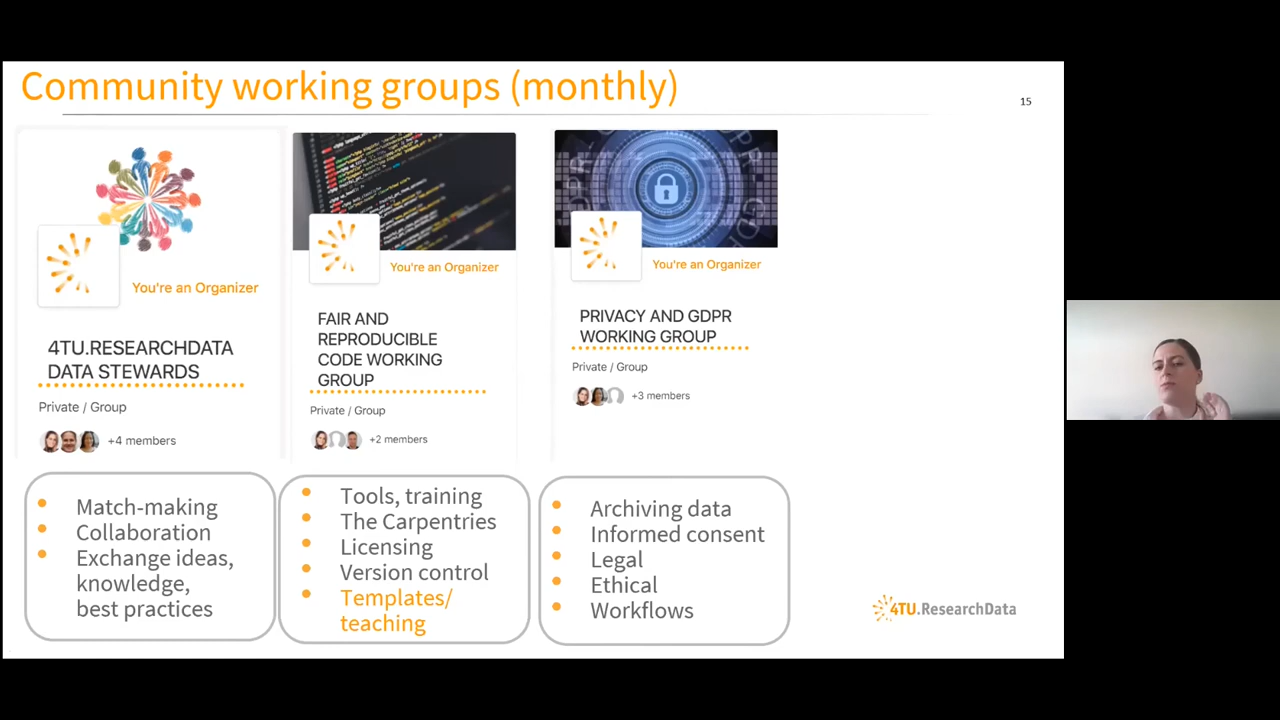 Community working groups (monthly)
15
You're an Organizer
4TU.RESEARCHDATA
DATA STEWARDS
Private / Group
+4 members
Match-making
Collaboration
Exchange ideas,
knowledge,
best practices
You're an Organizer
FAIR AND
REPRODUCIBLE
CODE WORKING
GROUP
Private / Group
+2 members
Tools, training
The Carpentries
Licensing
Version control
Templates/
teaching
GDPR
You're an Organizer
PRIVACY AND GDPR
WORKING GROUP
Private / Group
+3 members
Archiving data
Informed consent
Legal
Ethical
Workflows
4TU.ResearchData